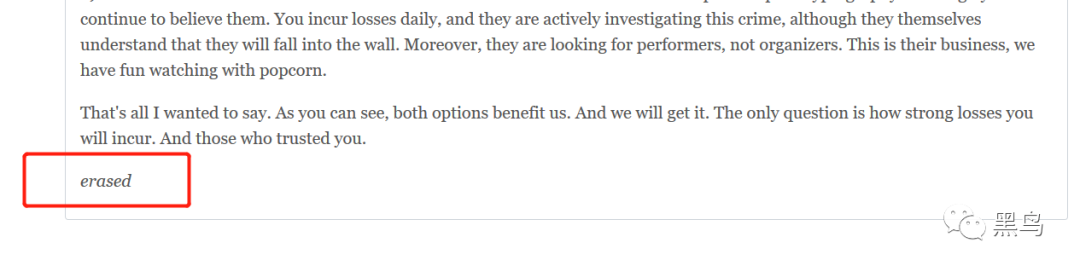 continue to believe them. You incur losses daily, and they are actively investigating this crime, although they themselves
understand that they will fall into the wall. Moreover, they are looking for performers, not organizers. This is their business, we
have fun watching with popcorn.
That's all I wanted to say. As you can see, both options benefit us. And we will get it. The only question is how strong losses you
will incur. And those who trusted you.
erased
黑鸟